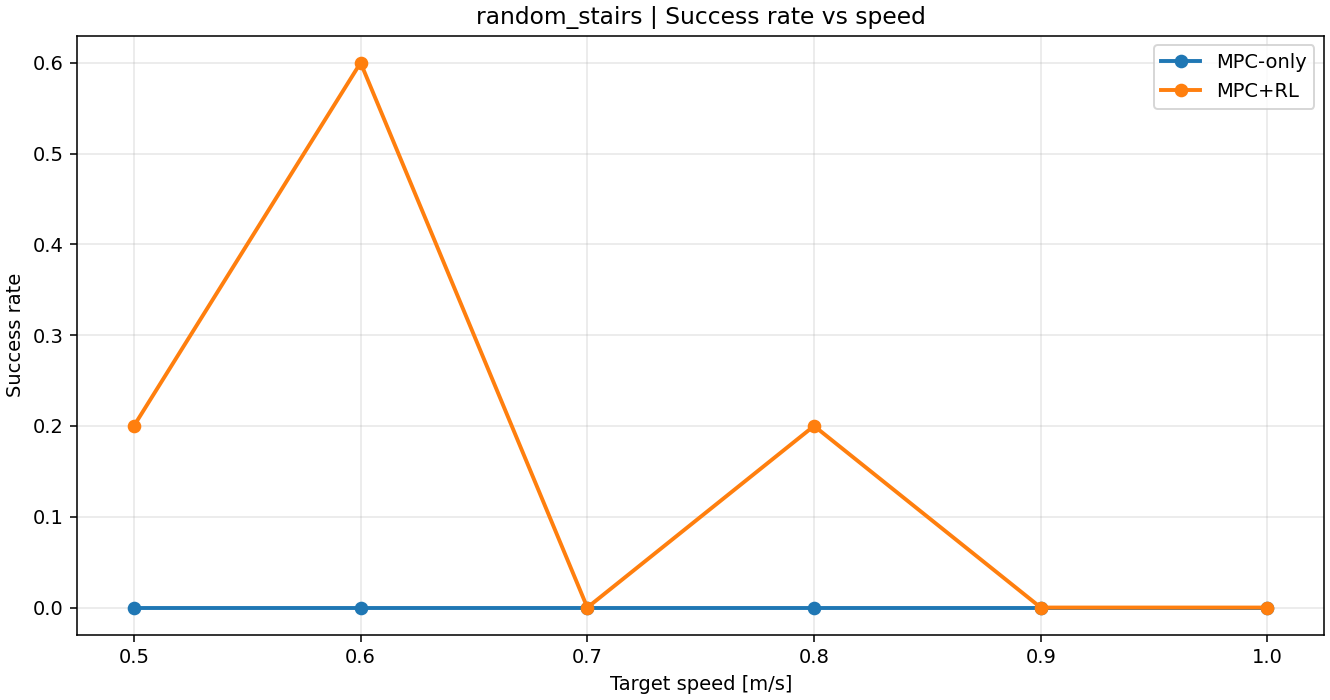 random_stairs | Success rate vs speed
MPC-only
MPC+RL
0.6
0.5
0.4
0.3
0.2
0.1
0.0
Success rate
0.5 0.6 0.7 0.8 0.9 1.0
Target speed [m/s]